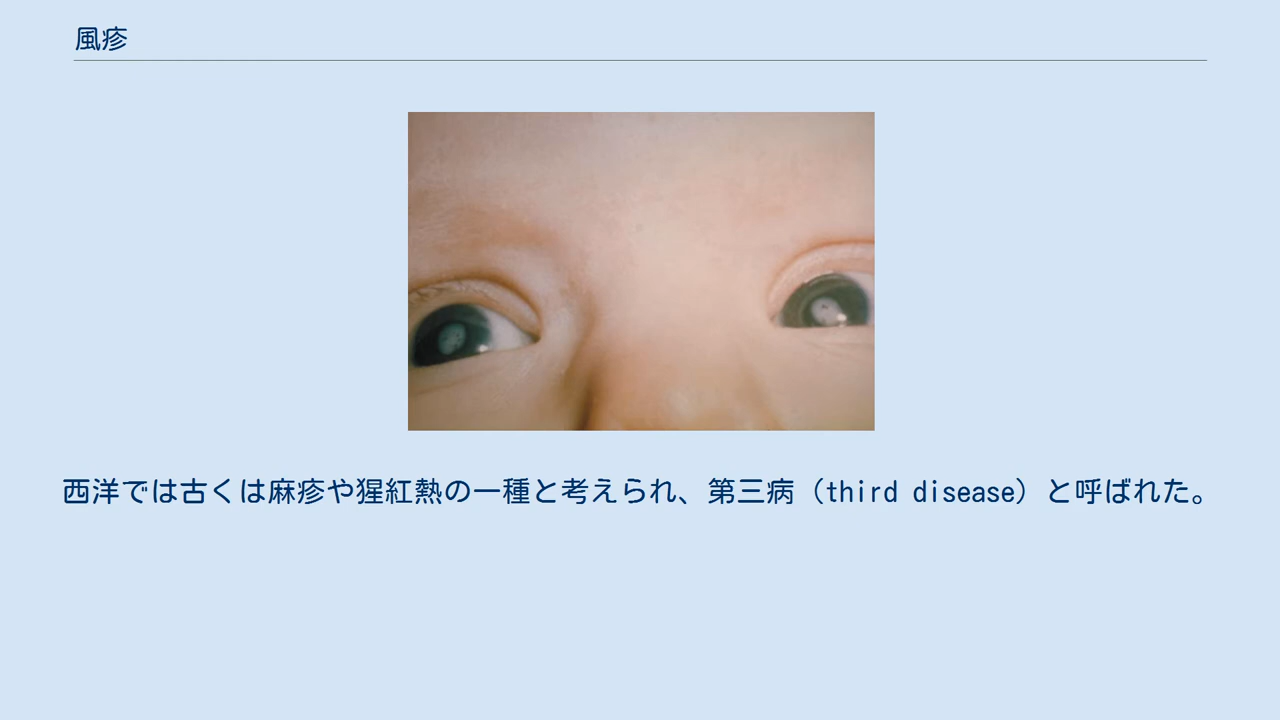 風疹
西洋では古くは麻疹や猩紅熱の一種と考えられ、第三病（third disease）と呼ばれた。